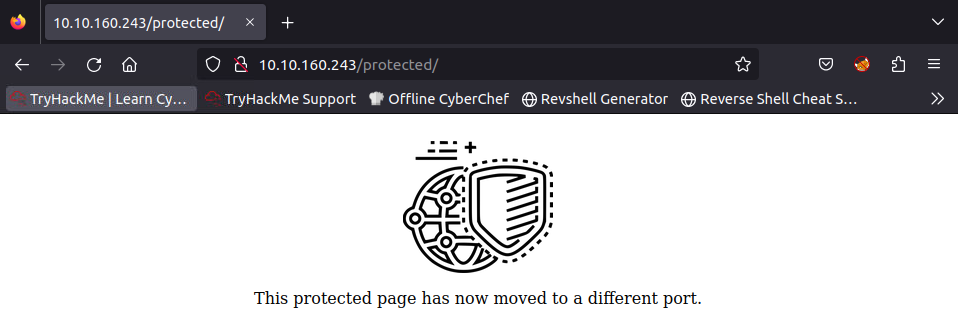 10.10.160.243/protected/
10.10.160.243/protected/
TryHackMe | Learn Cy… TryHackMe Support Offline CyberChef Revshell Generator Reverse Shell Cheat S…
This protected page has now moved to a different port.